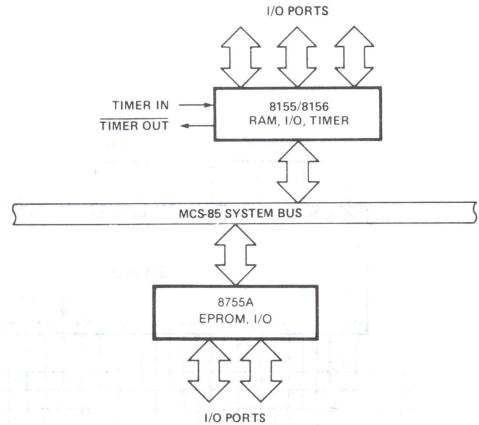 I/O PORTS
TIMER IN
TIMER OUT
8155/8156
RAM, I/O, TIMER
MCS-85 SYSTEM BUS
8755A
EPROM, I/O
I/O PORTS